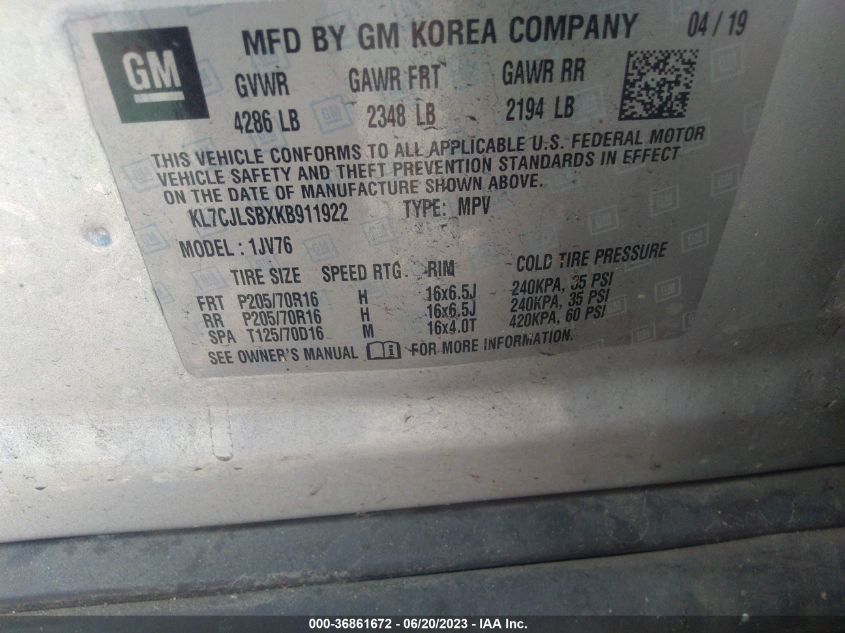 GM MFD BY GM KOREA COMPANY 04 / 19
GVWR GAWR FRT GAWR RR
4286 LB 2348 LB 2194 LB
THIS VEHICLE CONFORMS TO ALL APPLICABLE U.S. FEDERAL MOTOR
VEHICLE SAFETY AND THEFT PREVENTION STANDARDS IN EFFECT
ON THE DATE OF MANUFACTURE SHOWN ABOVE.
KL7CJLSBXKB911922 TYPE: MPV
MODEL : 1JV76
TIRE SIZE SPEED RTG RIM COLD TIRE PRESSURE
FRT P205/70R16 H 16x6.5J 240KPA, 35 PSI
RR P205/70R16 H 16x6.5J 240KPA, 35 PSI
SPA T125/70D16 M 16x4.0T 420KPA, 60 PSI
SEE OWNER'S MANUAL FOR MORE INFORMATION.
000-36861672 - 06/20/2023 - IAA Inc.